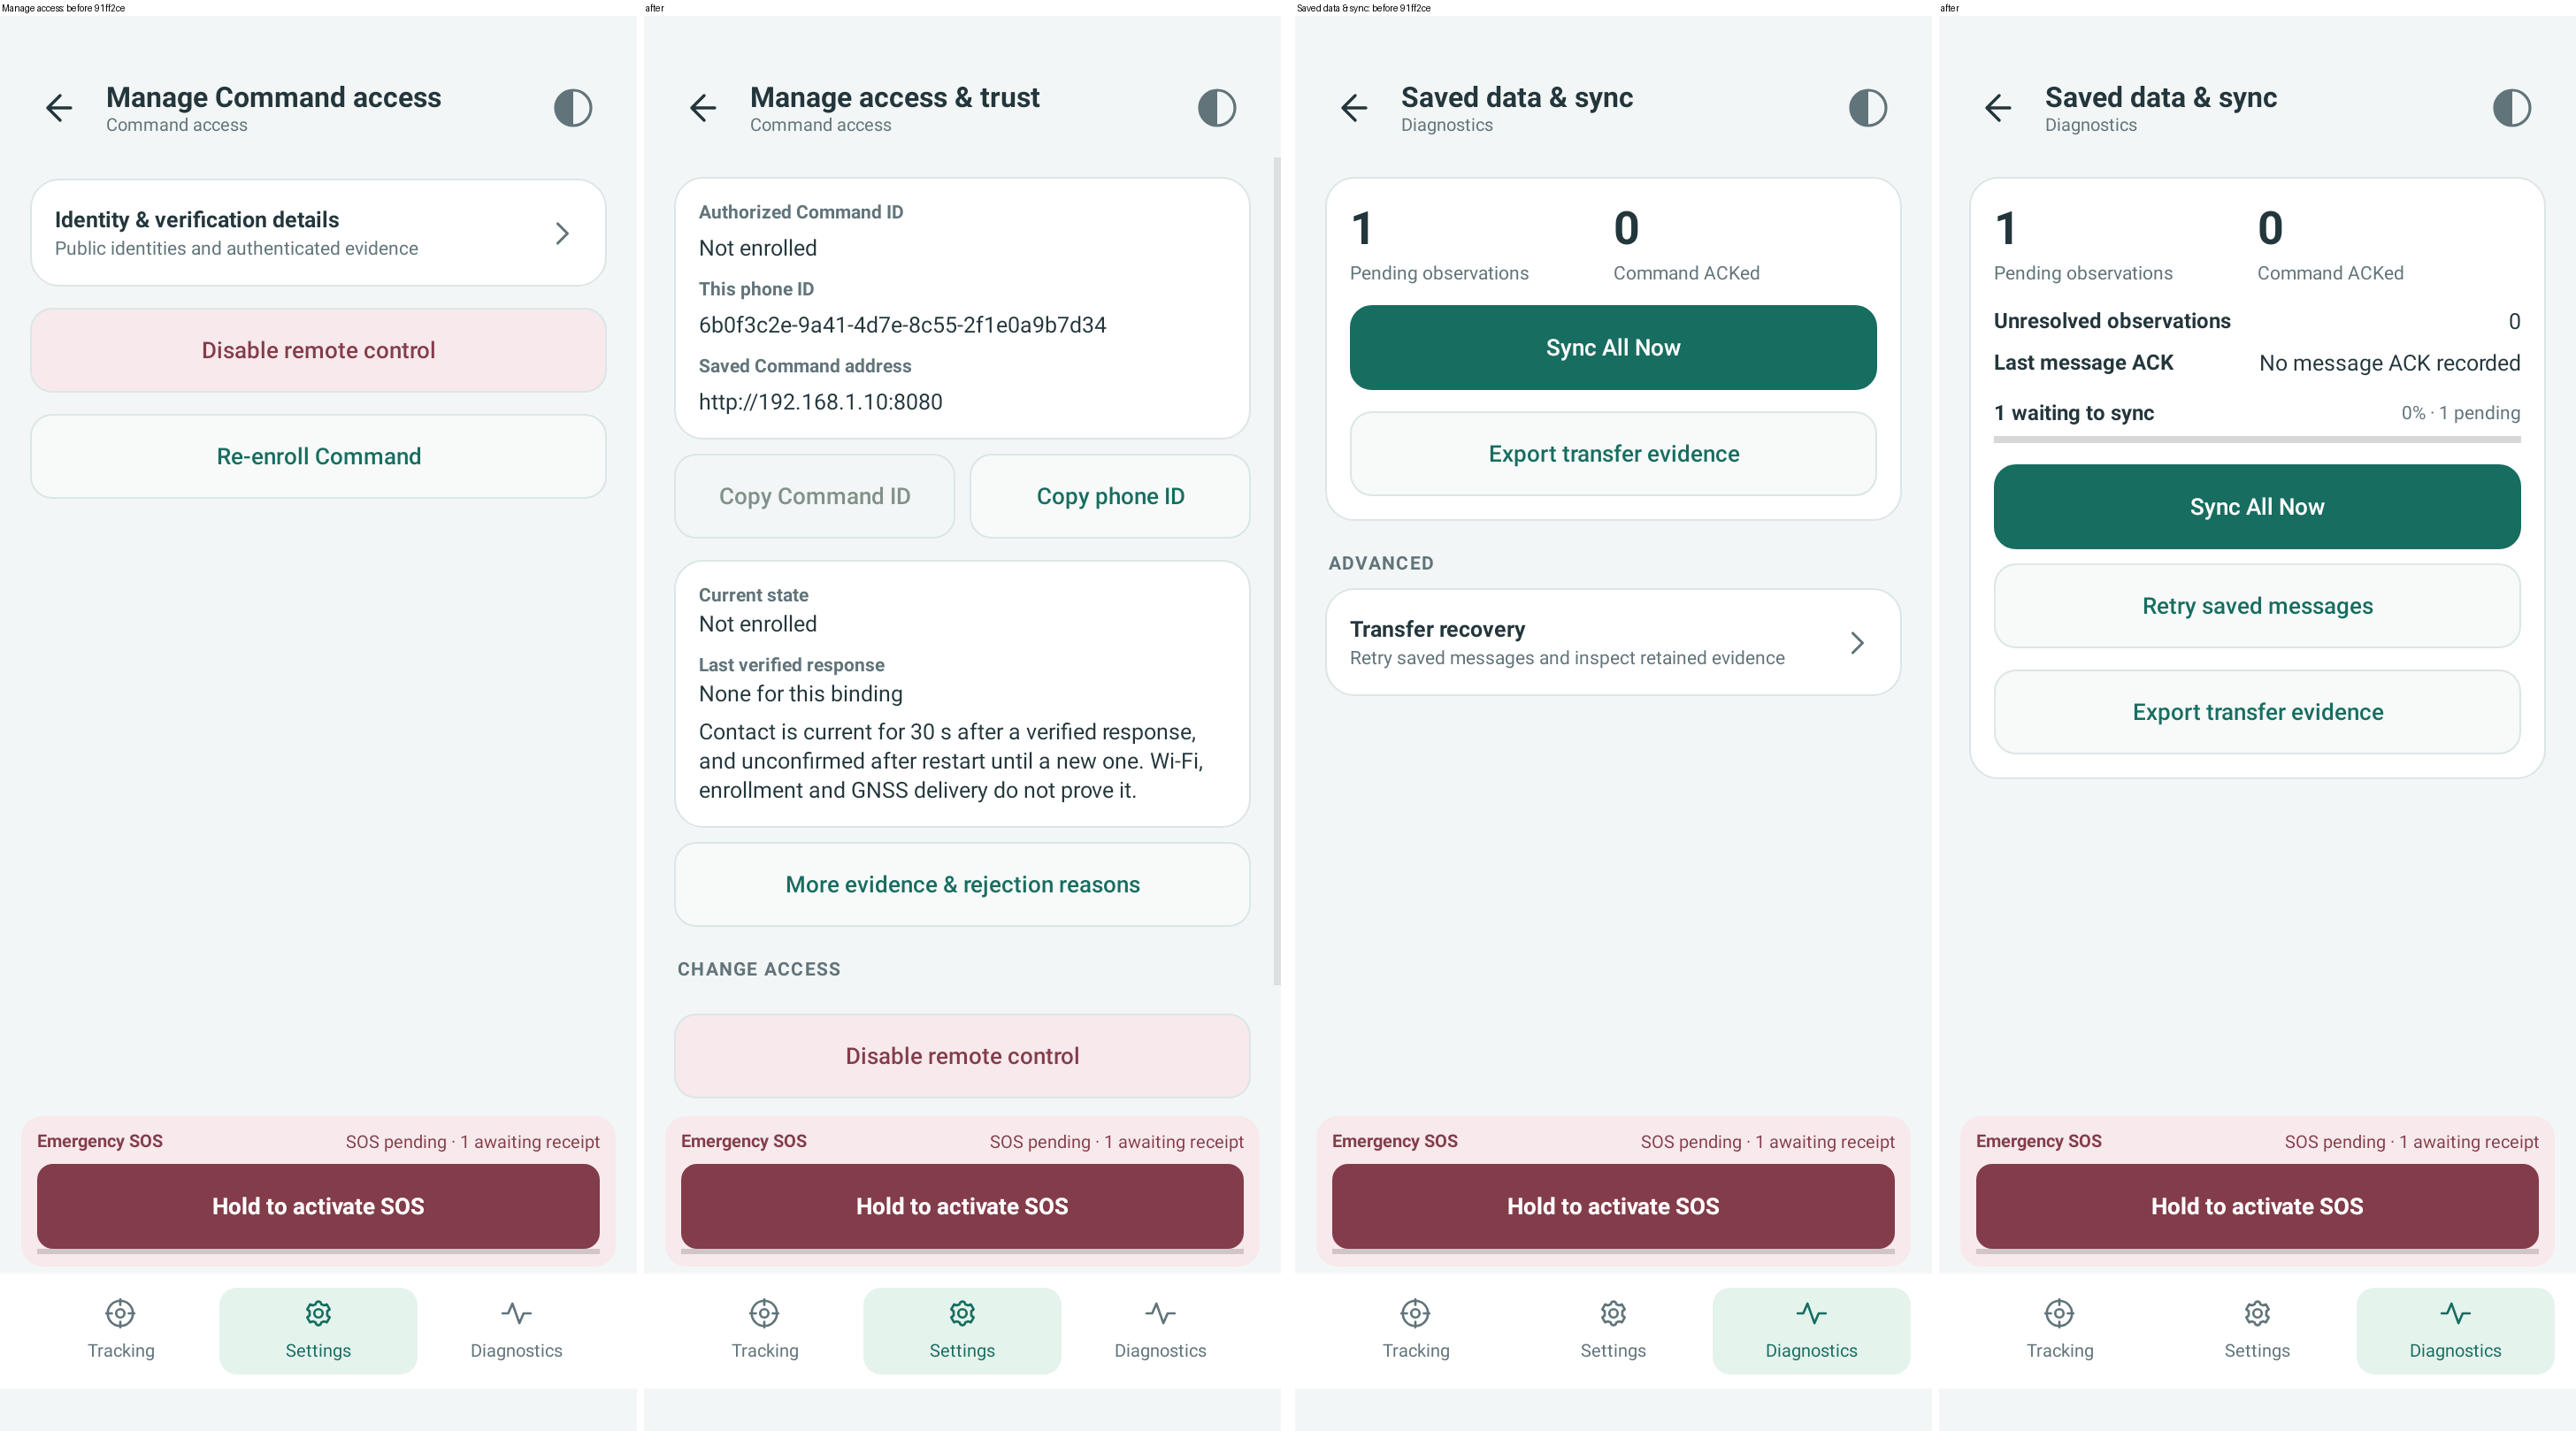 Manage access: before 91ff2ce
Manage Command access
Command access
Identity & verification details
Public identities and authenticated evidence
Disable remote control
Re-enroll Command
Emergency SOS
SOS pending · 1 awaiting receipt
Hold to activate SOS
Tracking
Settings
Diagnostics
after
Manage access & trust
Command access
Authorized Command ID
Not enrolled
This phone ID
6b0f3c2e-9a41-4d7e-8c55-2f1e0a9b7d34
Saved Command address
http://192.168.1.10:8080
Copy Command ID
Copy phone ID
Current state
Not enrolled
Last verified response
None for this binding
Contact is current for 30 s after a verified response,
and unconfirmed after restart until a new one. Wi-Fi,
enrollment and GNSS delivery do not prove it.
More evidence & rejection reasons
CHANGE ACCESS
Disable remote control
Emergency SOS
SOS pending · 1 awaiting receipt
Hold to activate SOS
Tracking
Settings
Diagnostics
Saved data & sync: before 91ff2ce
Saved data & sync
Diagnostics
1
Pending observations
0
Command ACKed
Sync All Now
Export transfer evidence
ADVANCED
Transfer recovery
Retry saved messages and inspect retained evidence
Emergency SOS
SOS pending · 1 awaiting receipt
Hold to activate SOS
Tracking
Settings
Diagnostics
after
Saved data & sync
Diagnostics
1
Pending observations
0
Command ACKed
Unresolved observations 0
Last message ACK No message ACK recorded
1 waiting to sync 0% · 1 pending
Sync All Now
Retry saved messages
Export transfer evidence
Emergency SOS
SOS pending · 1 awaiting receipt
Hold to activate SOS
Tracking
Settings
Diagnostics